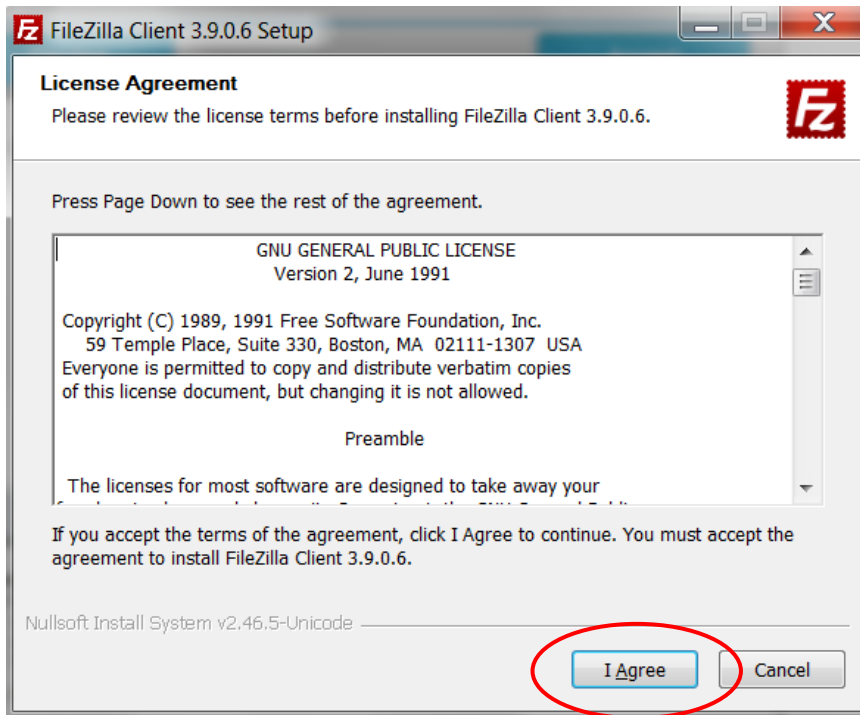 FileZilla Client 3.9.0.6 Setup
License Agreement
Please review the license terms before installing FileZilla Client 3.9.0.6.
Fz
Press Page Down to see the rest of the agreement.
GNU GENERAL PUBLIC LICENSE
Version 2, June 1991
Copyright (C) 1989, 1991 Free Software Foundation, Inc.
59 Temple Place, Suite 330, Boston, MA 02111-1307 USA
Everyone is permitted to copy and distribute verbatim copies
of this license document, but changing it is not allowed.
Preamble
The licenses for most software are designed to take away your
If you accept the terms of the agreement, click I Agree to continue. You must accept the
agreement to install FileZilla Client 3.9.0.6.
Nullsoft Install System v2.46.5-Unicode
I Agree
Cancel